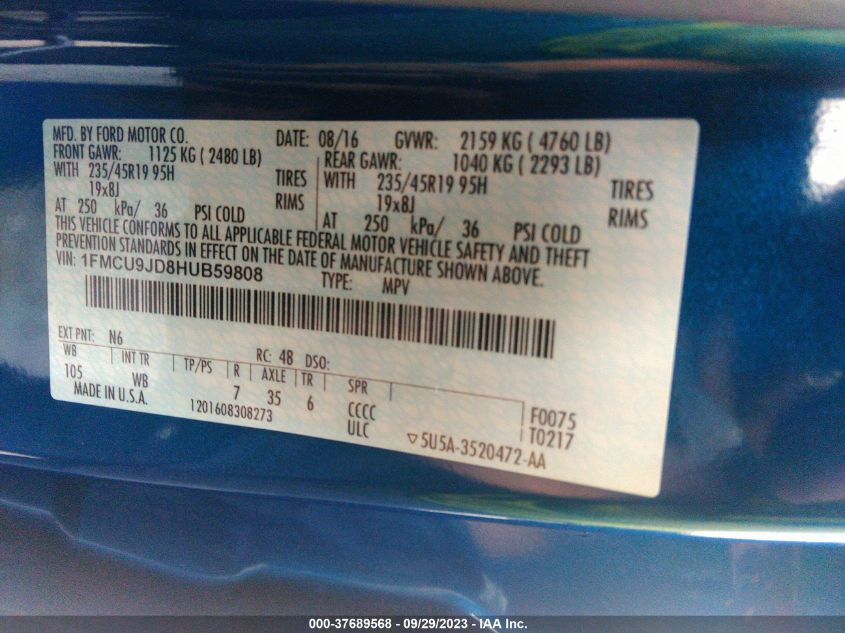 MFD. BY FORD MOTOR CO. DATE: 08/16 GVWR: 2159 KG ( 4760 LB)
FRONT GAWR: 1125 KG ( 2480 LB) REAR GAWR: 1040 KG ( 2293 LB)
WITH 235/45R19 95H TIRES WITH 235/45R19 95H TIRES
19x8J RIMS 19x8J RIMS
AT 250 kPa/ 36 PSI COLD AT 250 kPa/ 36 PSI COLD
THIS VEHICLE CONFORMS TO ALL APPLICABLE FEDERAL MOTOR VEHICLE SAFETY AND THEFT
PREVENTION STANDARDS IN EFFECT ON THE DATE OF MANUFACTURE SHOWN ABOVE.
VIN: 1FMCU9JD8HUB59808 TYPE: MPV
EXT PNT: N6 RC: 48 DSO:
WB INT TR TP/PS R AXLE TR SPR
105 WB 7 35 6 CCCC F0075
MADE IN U.S.A. 1201608308273 ULC T0217
▽5U5A-3520472-AA
000-37689568 - 09/29/2023 - IAA Inc.